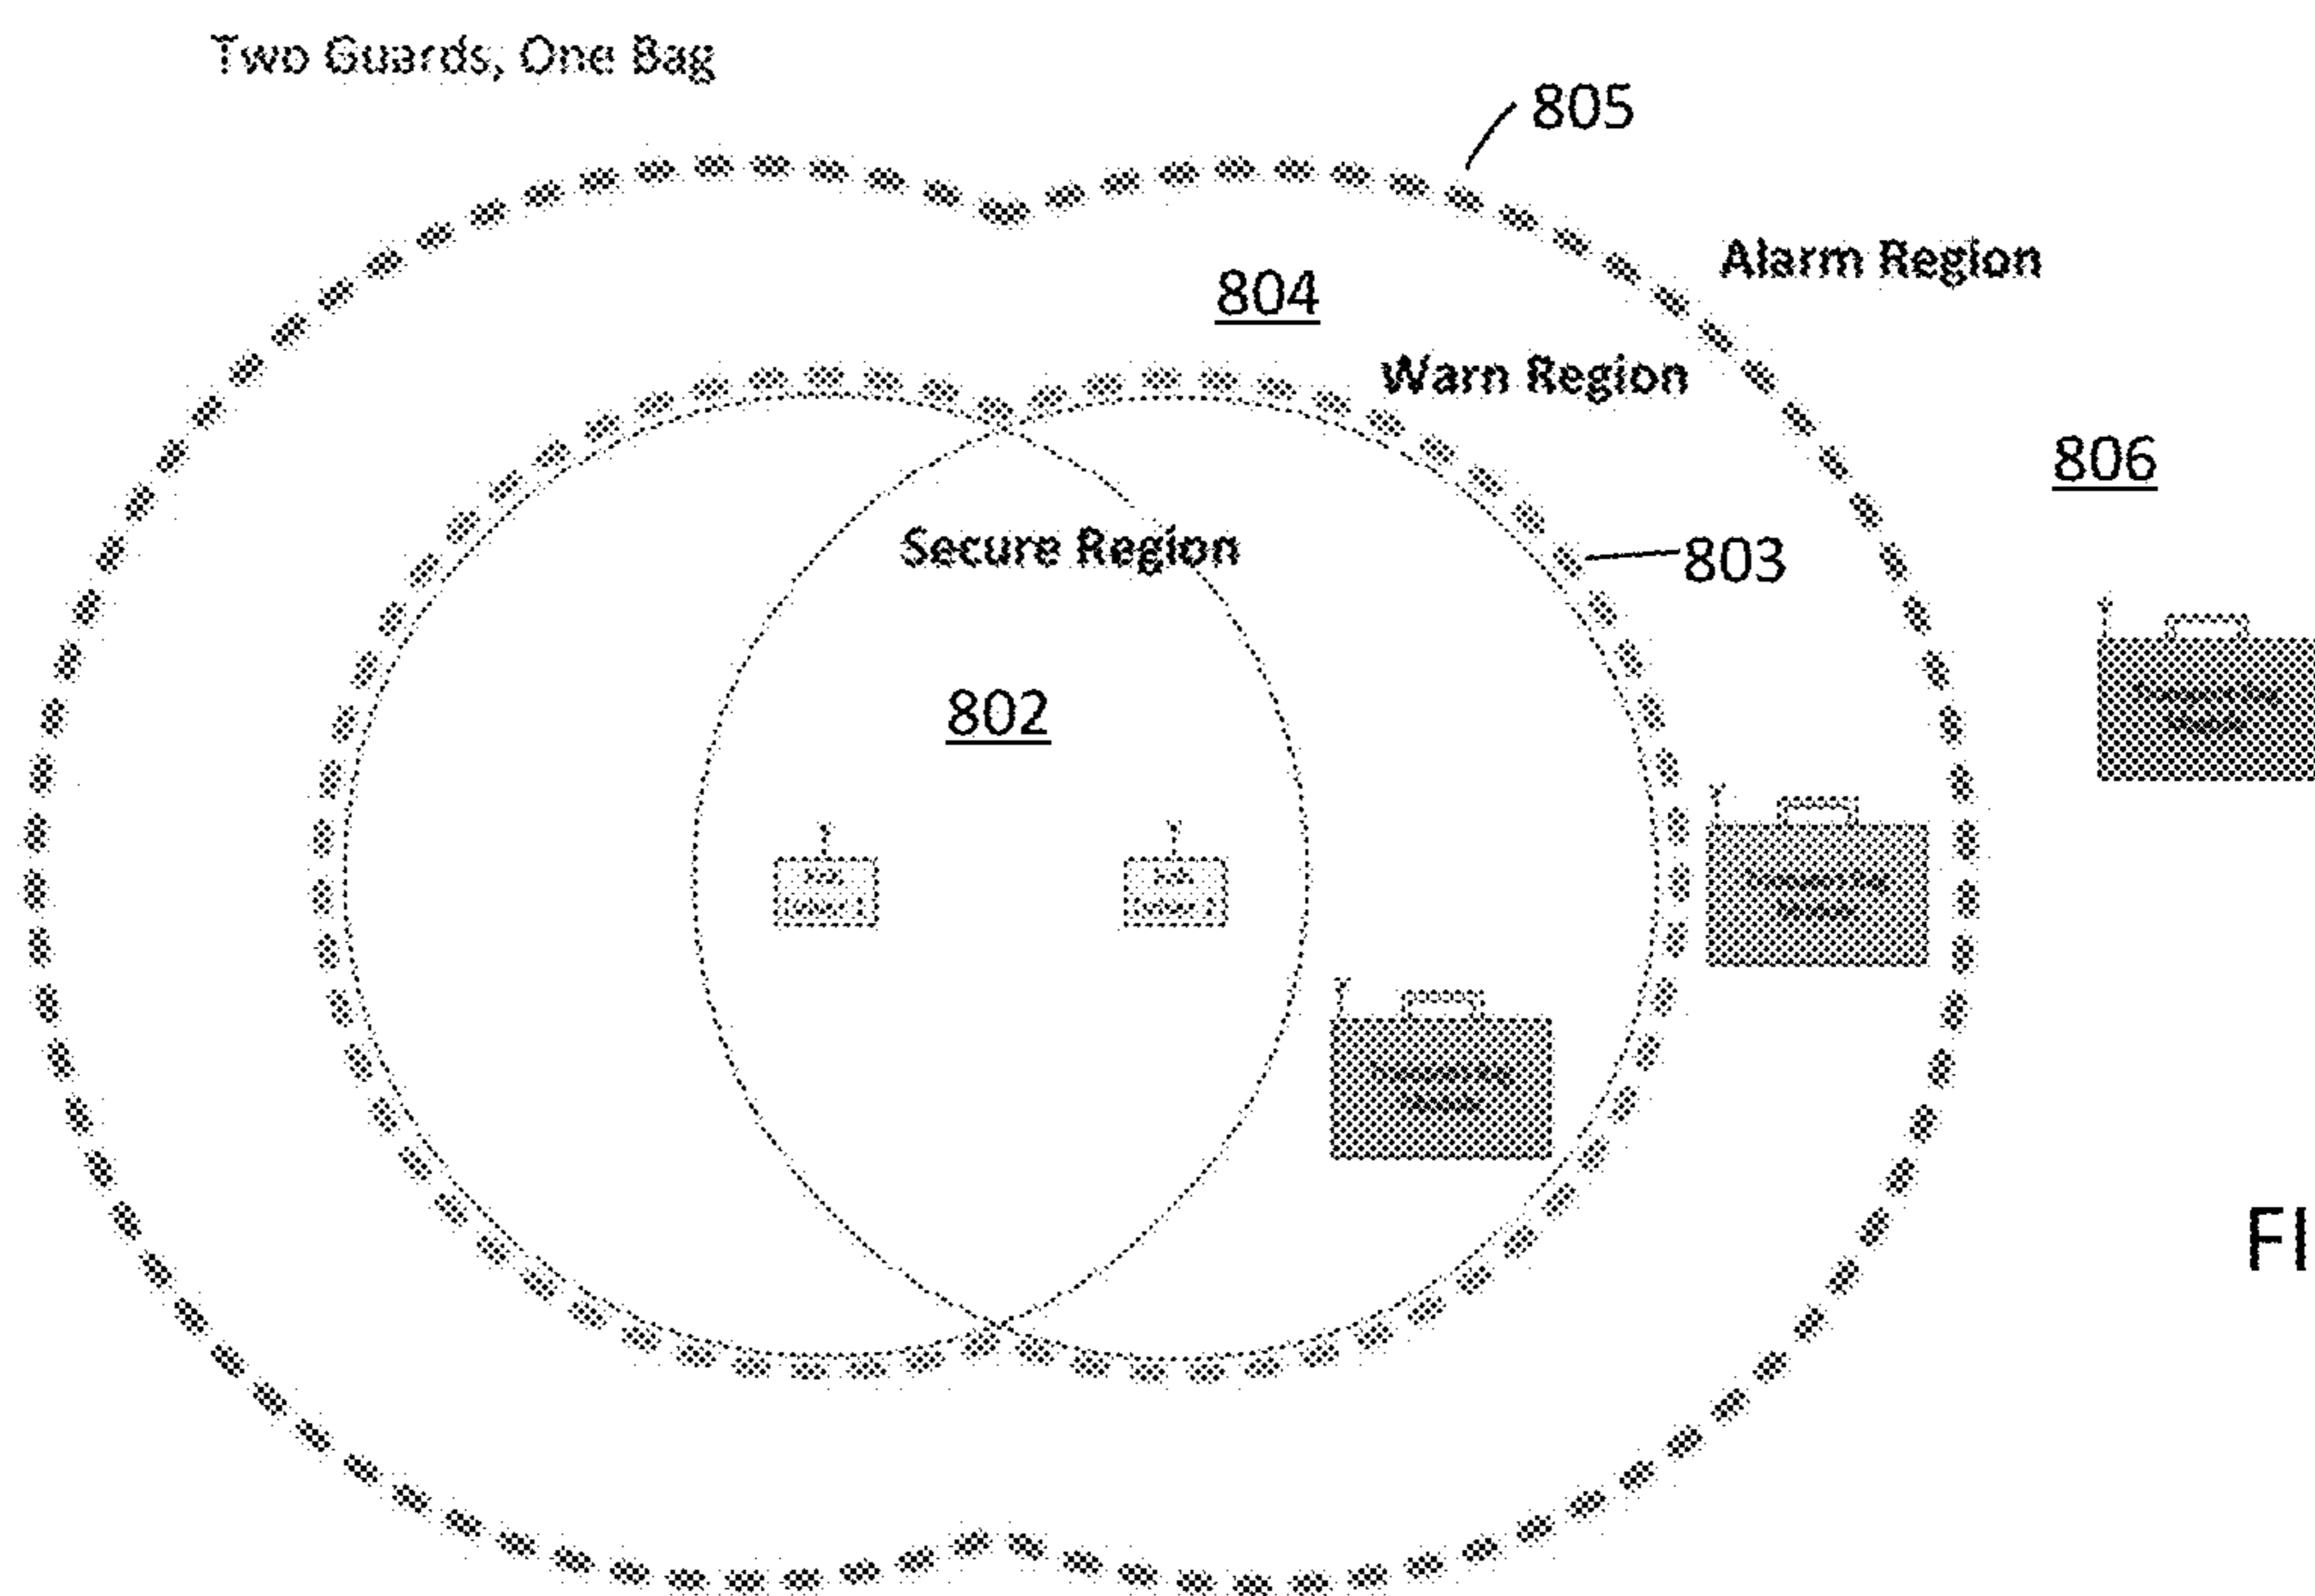 Two Guards, One Bag
805
Alarm Region
804
Warn Region
806
Secure Region
803
802
FI